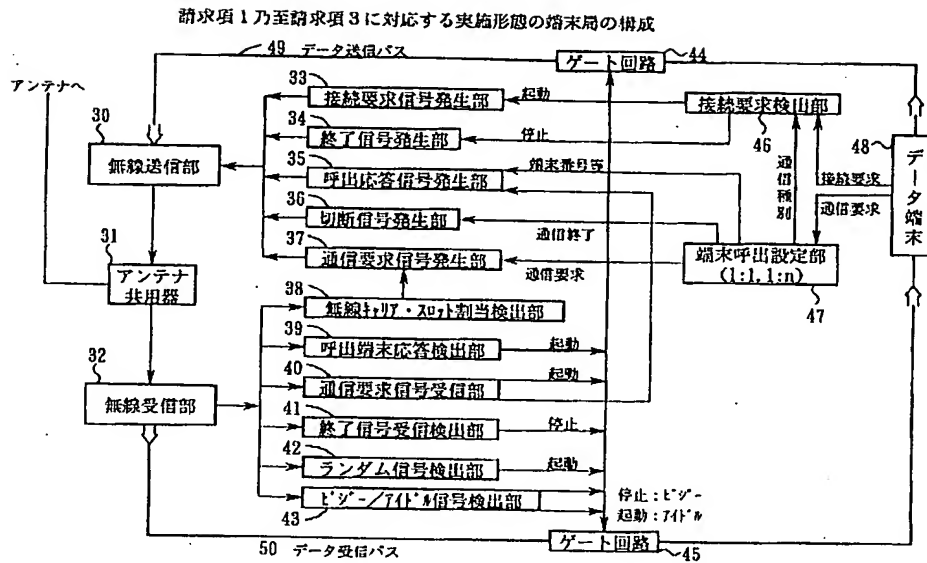 請求項1乃至請求項3に対応する実施形態の端末局の構成
49 データ送信バス
44
ゲート回路
アンテナへ
33
接続要求信号発生部
起動
接続要求検出部
46
30
無線送信部
34
終了信号発生部
停止
48
データ端末
35
呼出応答信号発生部
端末番号等
通信種別
接続要求
通信要求
36
切断信号発生部
通信終了
31
アンテナ共用器
37
通信要求信号発生部
通信要求
端末呼出設定部
(1:1, 1:n)
47
38
無線ｷｬﾘｱ・ｽﾛｯﾄ割当検出部
39
呼出端末応答検出部
起動
32
無線受信部
40
通信要求信号受信部
起動
41
終了信号受信検出部
停止
42
ランダム信号検出部
起動
ﾋﾞｼﾞｰ／ｱｲﾄﾞﾙ信号検出部
43
停止：ﾋﾞｼﾞｰ
起動：ｱｲﾄﾞﾙ
50 データ受信バス
ゲート回路
45